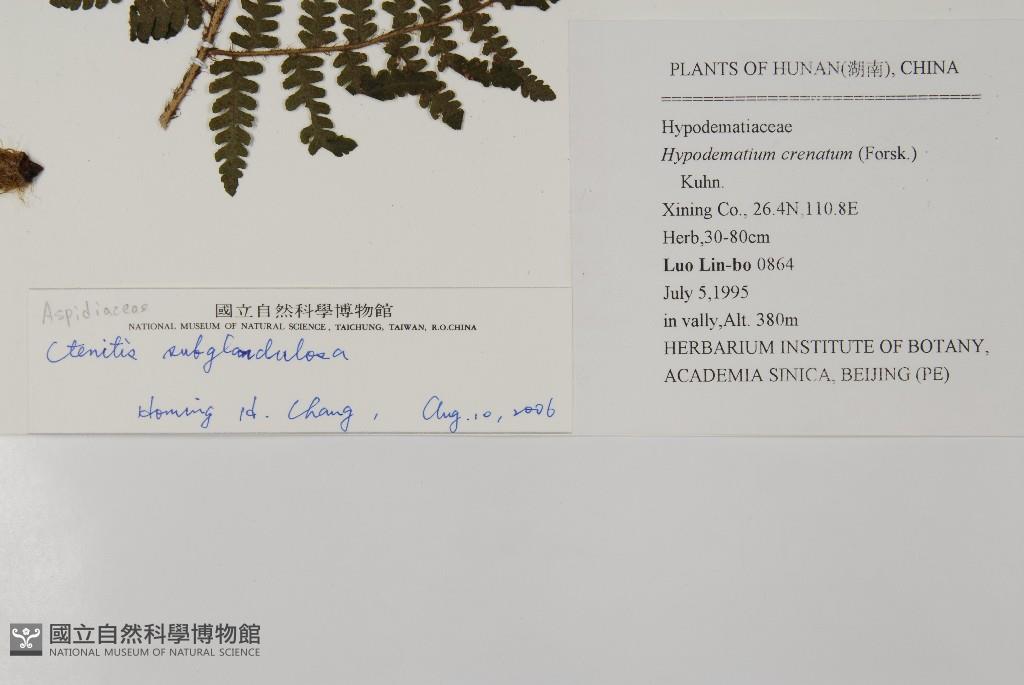 PLANTS OF HUNAN(湖南), CHINA
==================================
Hypodematiaceae
Hypodematium crenatum (Forsk.)
Kuhn.
Xining Co., 26.4N,110.8E
Herb,30-80cm
Luo Lin-bo 0864
July 5,1995
in vally,Alt. 380m
HERBARIUM INSTITUTE OF BOTANY,
ACADEMIA SINICA, BEIJING (PE)
Aspidiaceae
國立自然科學博物館
NATIONAL MUSEUM OF NATURAL SCIENCE, TAICHUNG, TAIWAN, R.O.CHINA
Ctenitis subglandulosa
Homing H. Chang, Aug. 10, 2006
國立自然科學博物館
NATIONAL MUSEUM OF NATURAL SCIENCE